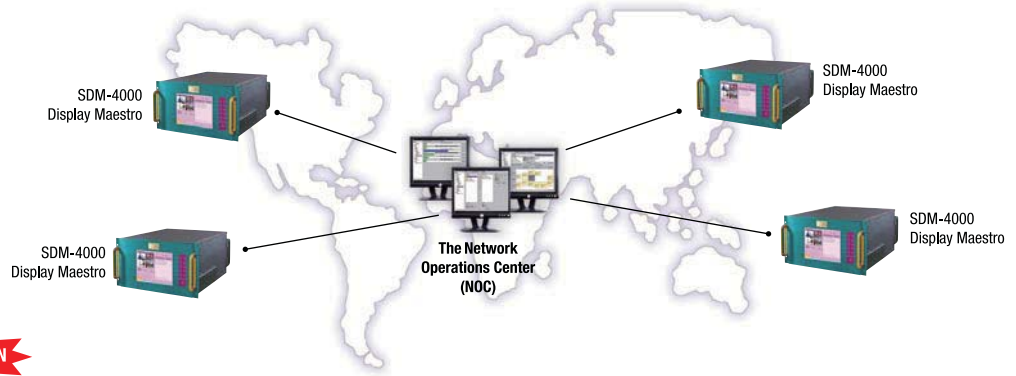 SDM-4000
Display Maestro
SDM-4000
Display Maestro
SDM-4000
Display Maestro
SDM-4000
Display Maestro
The Network
Operations Center
(NOC)
N